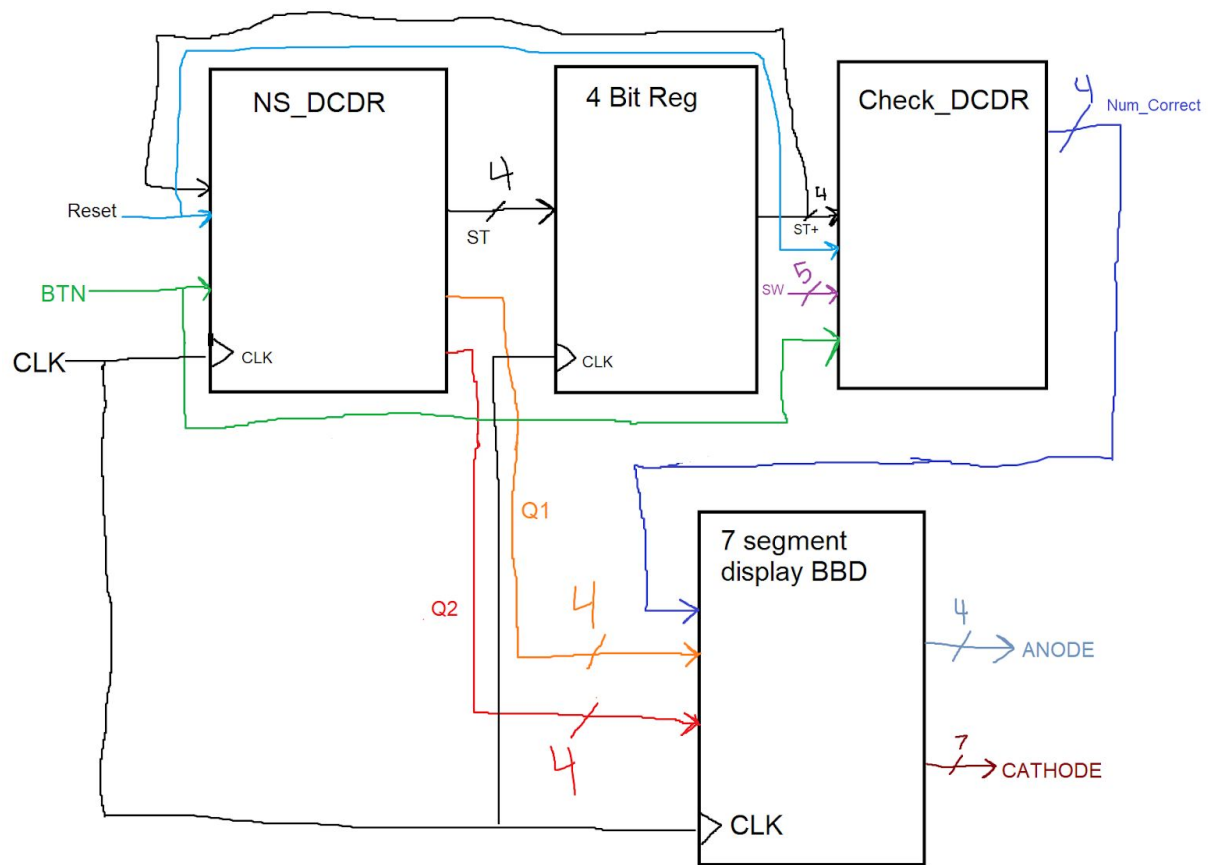 NS_DCDR
4 Bit Reg
Check_DCDR
4
Num_Correct
4
4
Reset
ST
ST+
BTN
SW
5
CLK
CLK
CLK
Q1
7 segment
display BBD
Q2
4
4
ANODE
4
7
CATHODE
CLK